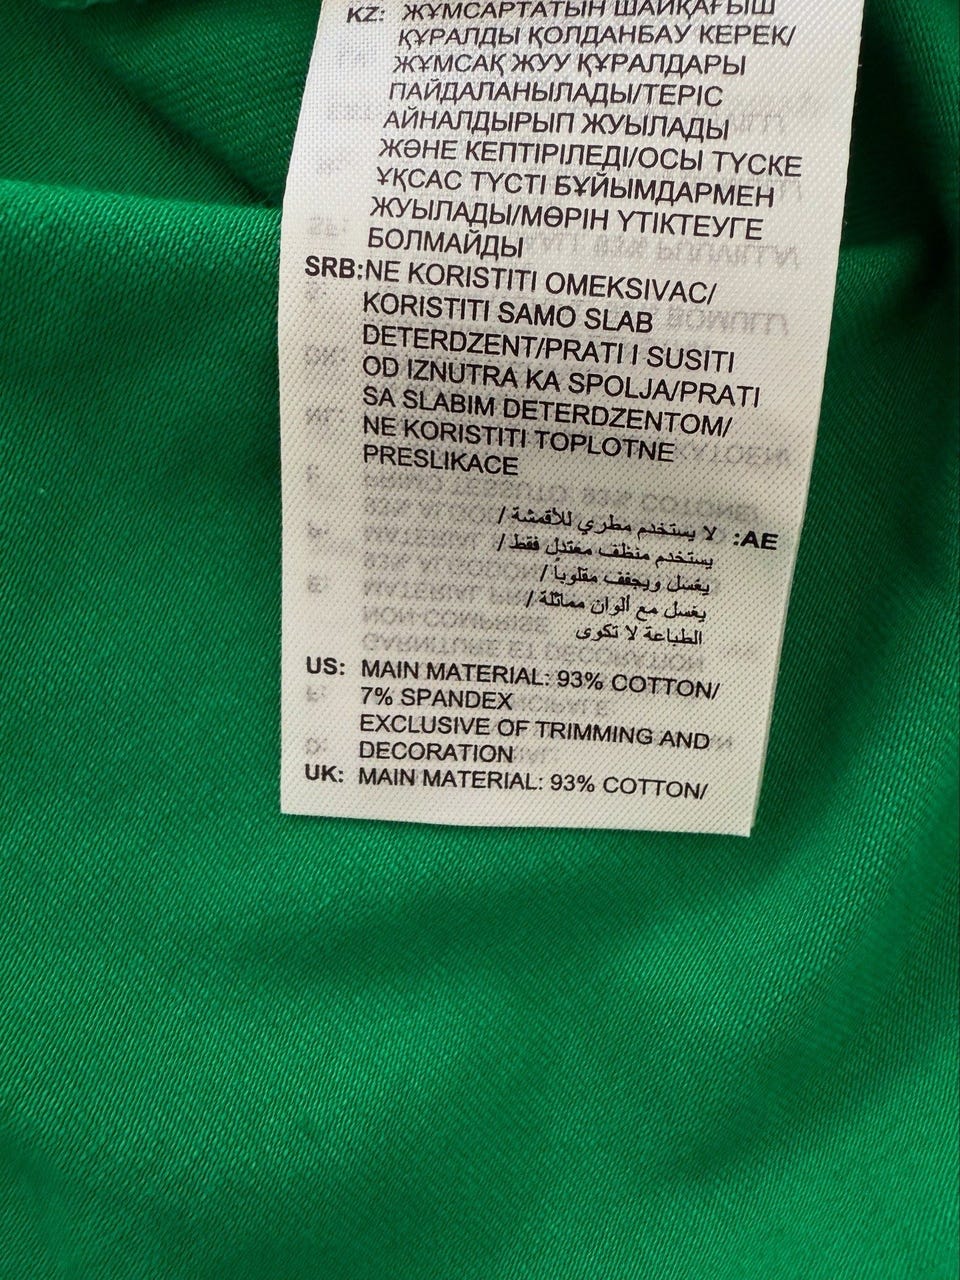 KZ: ЖҰМСАРТАТЫН ШАЙҚАҒЫШ
ҚҰРАЛДЫ ҚОЛДАНБАУ КЕРЕК/
ЖҰМСАҚ ЖУУ ҚҰРАЛДАРЫ
ПАЙДАЛАНЫЛАДЫ/ТЕРІС
АЙНАЛДЫРЫП ЖУЫЛАДЫ
ЖӘНЕ КЕПТІРІЛЕДІ/ОСЫ ТҮСКЕ
ҰҚСАС ТҮСТІ БҰЙЫМДАРМЕН
ЖУЫЛАДЫ/МӨРІН ҮТІКТЕУГЕ
БОЛМАЙДЫ
SRB: NE KORISTITI OMEKSIVAC/
KORISTITI SAMO SLAB
DETERDZENT/PRATI I SUSITI
OD IZNUTRA KA SPOLJA/PRATI
SA SLABIM DETERDZENTOM/
NE KORISTITI TOPLOTNE
PRESLIKACE
AE: لا يستخدم مطري للأقمشة /
يستخدم منظف معتدل فقط /
يغسل ويجفف مقلوباً /
يغسل مع ألوان مماثلة /
الطباعة لا تكوى
US: MAIN MATERIAL: 93% COTTON/
7% SPANDEX
EXCLUSIVE OF TRIMMING AND
DECORATION
UK: MAIN MATERIAL: 93% COTTON/